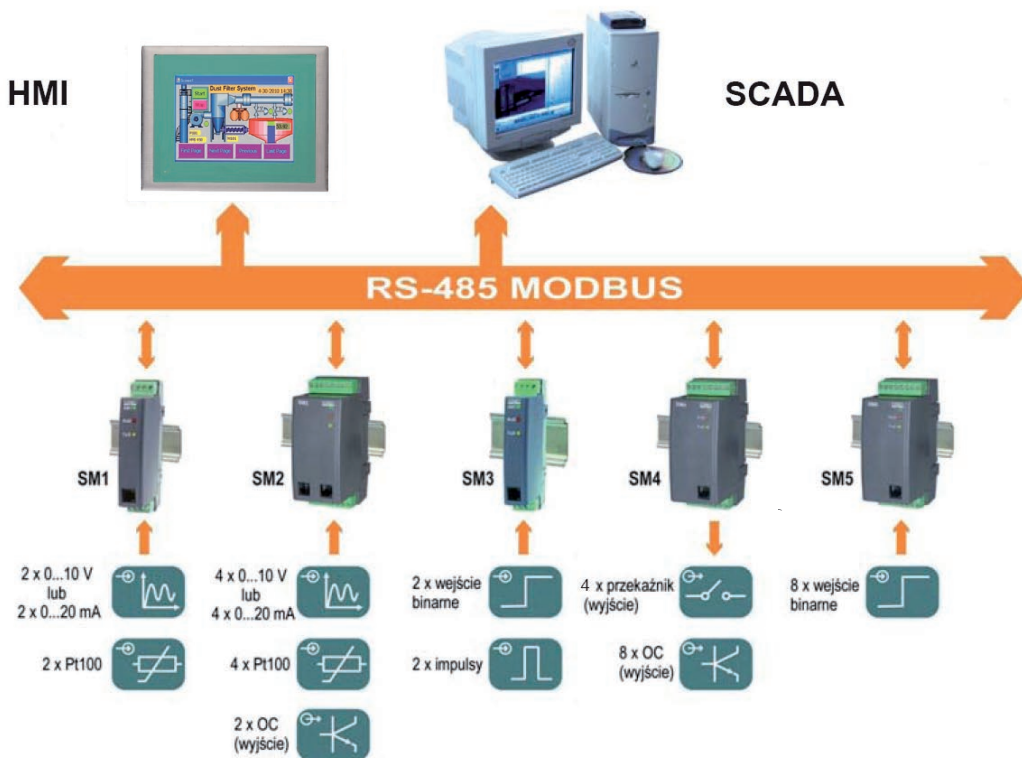 HMI
SCADA
Dust Filter System
Start
RS-485 MODBUS
SM1
SM2
SM3
SM4
SM5
2 x 0...10 V
lub
2 x 0...20 mA
2 x Pt100
4 x 0...10 V
lub
4 x 0...20 mA
4 x Pt100
2 x OC
(wyjście)
2 x wejście
binarne
2 x impulsy
4 x przekaźnik
(wyjście)
8 x OC
(wyjście)
8 x wejście
binarne